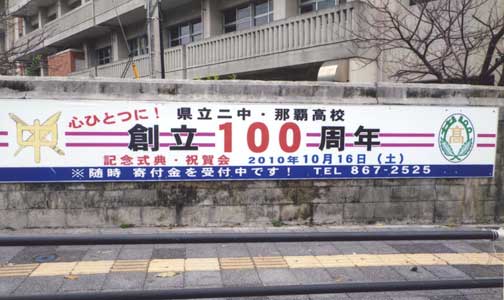 心ひとつに！ 県立二中・那覇高校
中 創立100周年 高
記念式典・祝賀会 2010年10月16日（土）
※随時 寄付金を受付中です！ TEL 867-2525